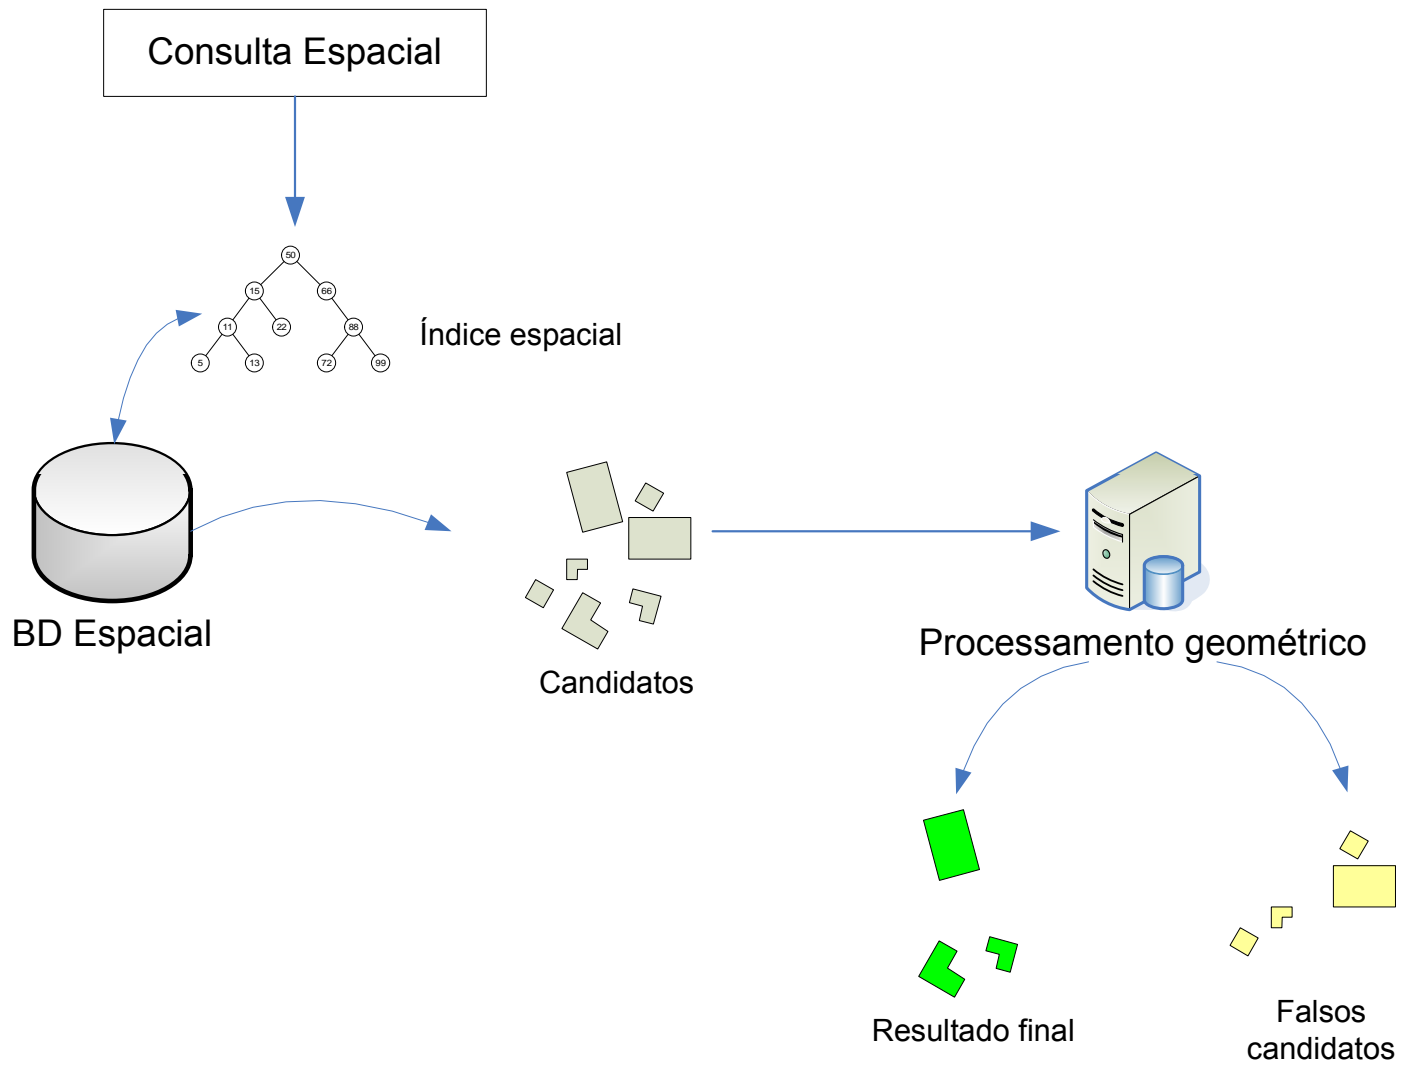 Consulta Espacial
50
15 66
11 22 88
5 13 72 99
Índice espacial
BD Espacial
Candidatos
Processamento geométrico
Resultado final
Falsos
candidatos